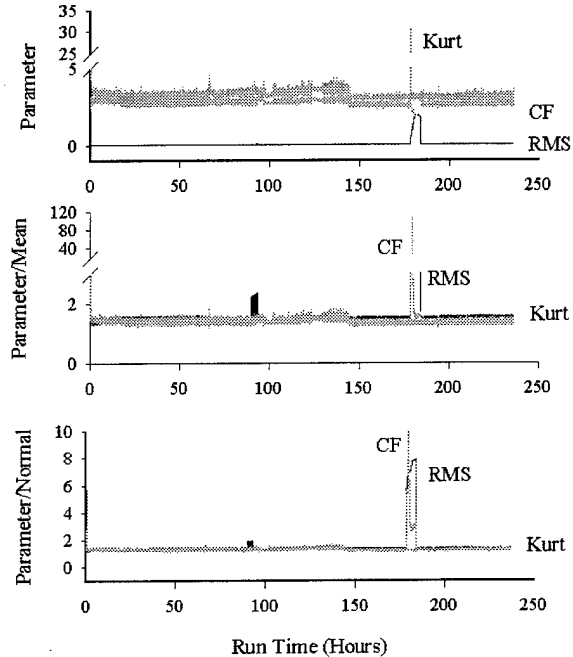 35
30
25
5
0
Parameter
Kurt
CF
RMS
0 50 100 150 200 250
120
80
40
2
0
Parameter/Mean
CF
RMS
Kurt
0 50 100 150 200 250
10
8
6
4
2
0
Parameter/Normal
CF
RMS
Kurt
0 50 100 150 200 250
Run Time (Hours)